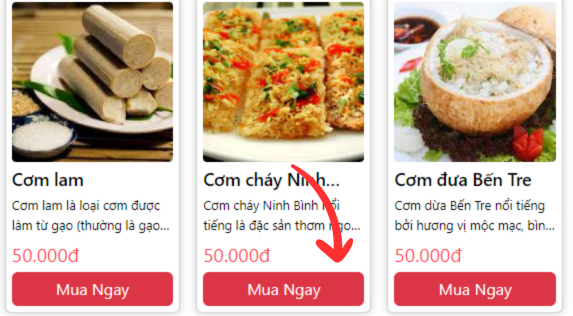 Cơm lam
Cơm lam là loại cơm được
làm từ gạo (thường là gạo...
50.000đ
Mua Ngay
Cơm cháy Ninh...
Cơm cháy Ninh Bình nổi
tiếng là đặc sản thơm ngo...
50.000đ
Mua Ngay
Cơm đưa Bến Tre
Cơm dừa Bến Tre nổi tiếng
bởi hương vị mộc mạc, bìn...
50.000đ
Mua Ngay